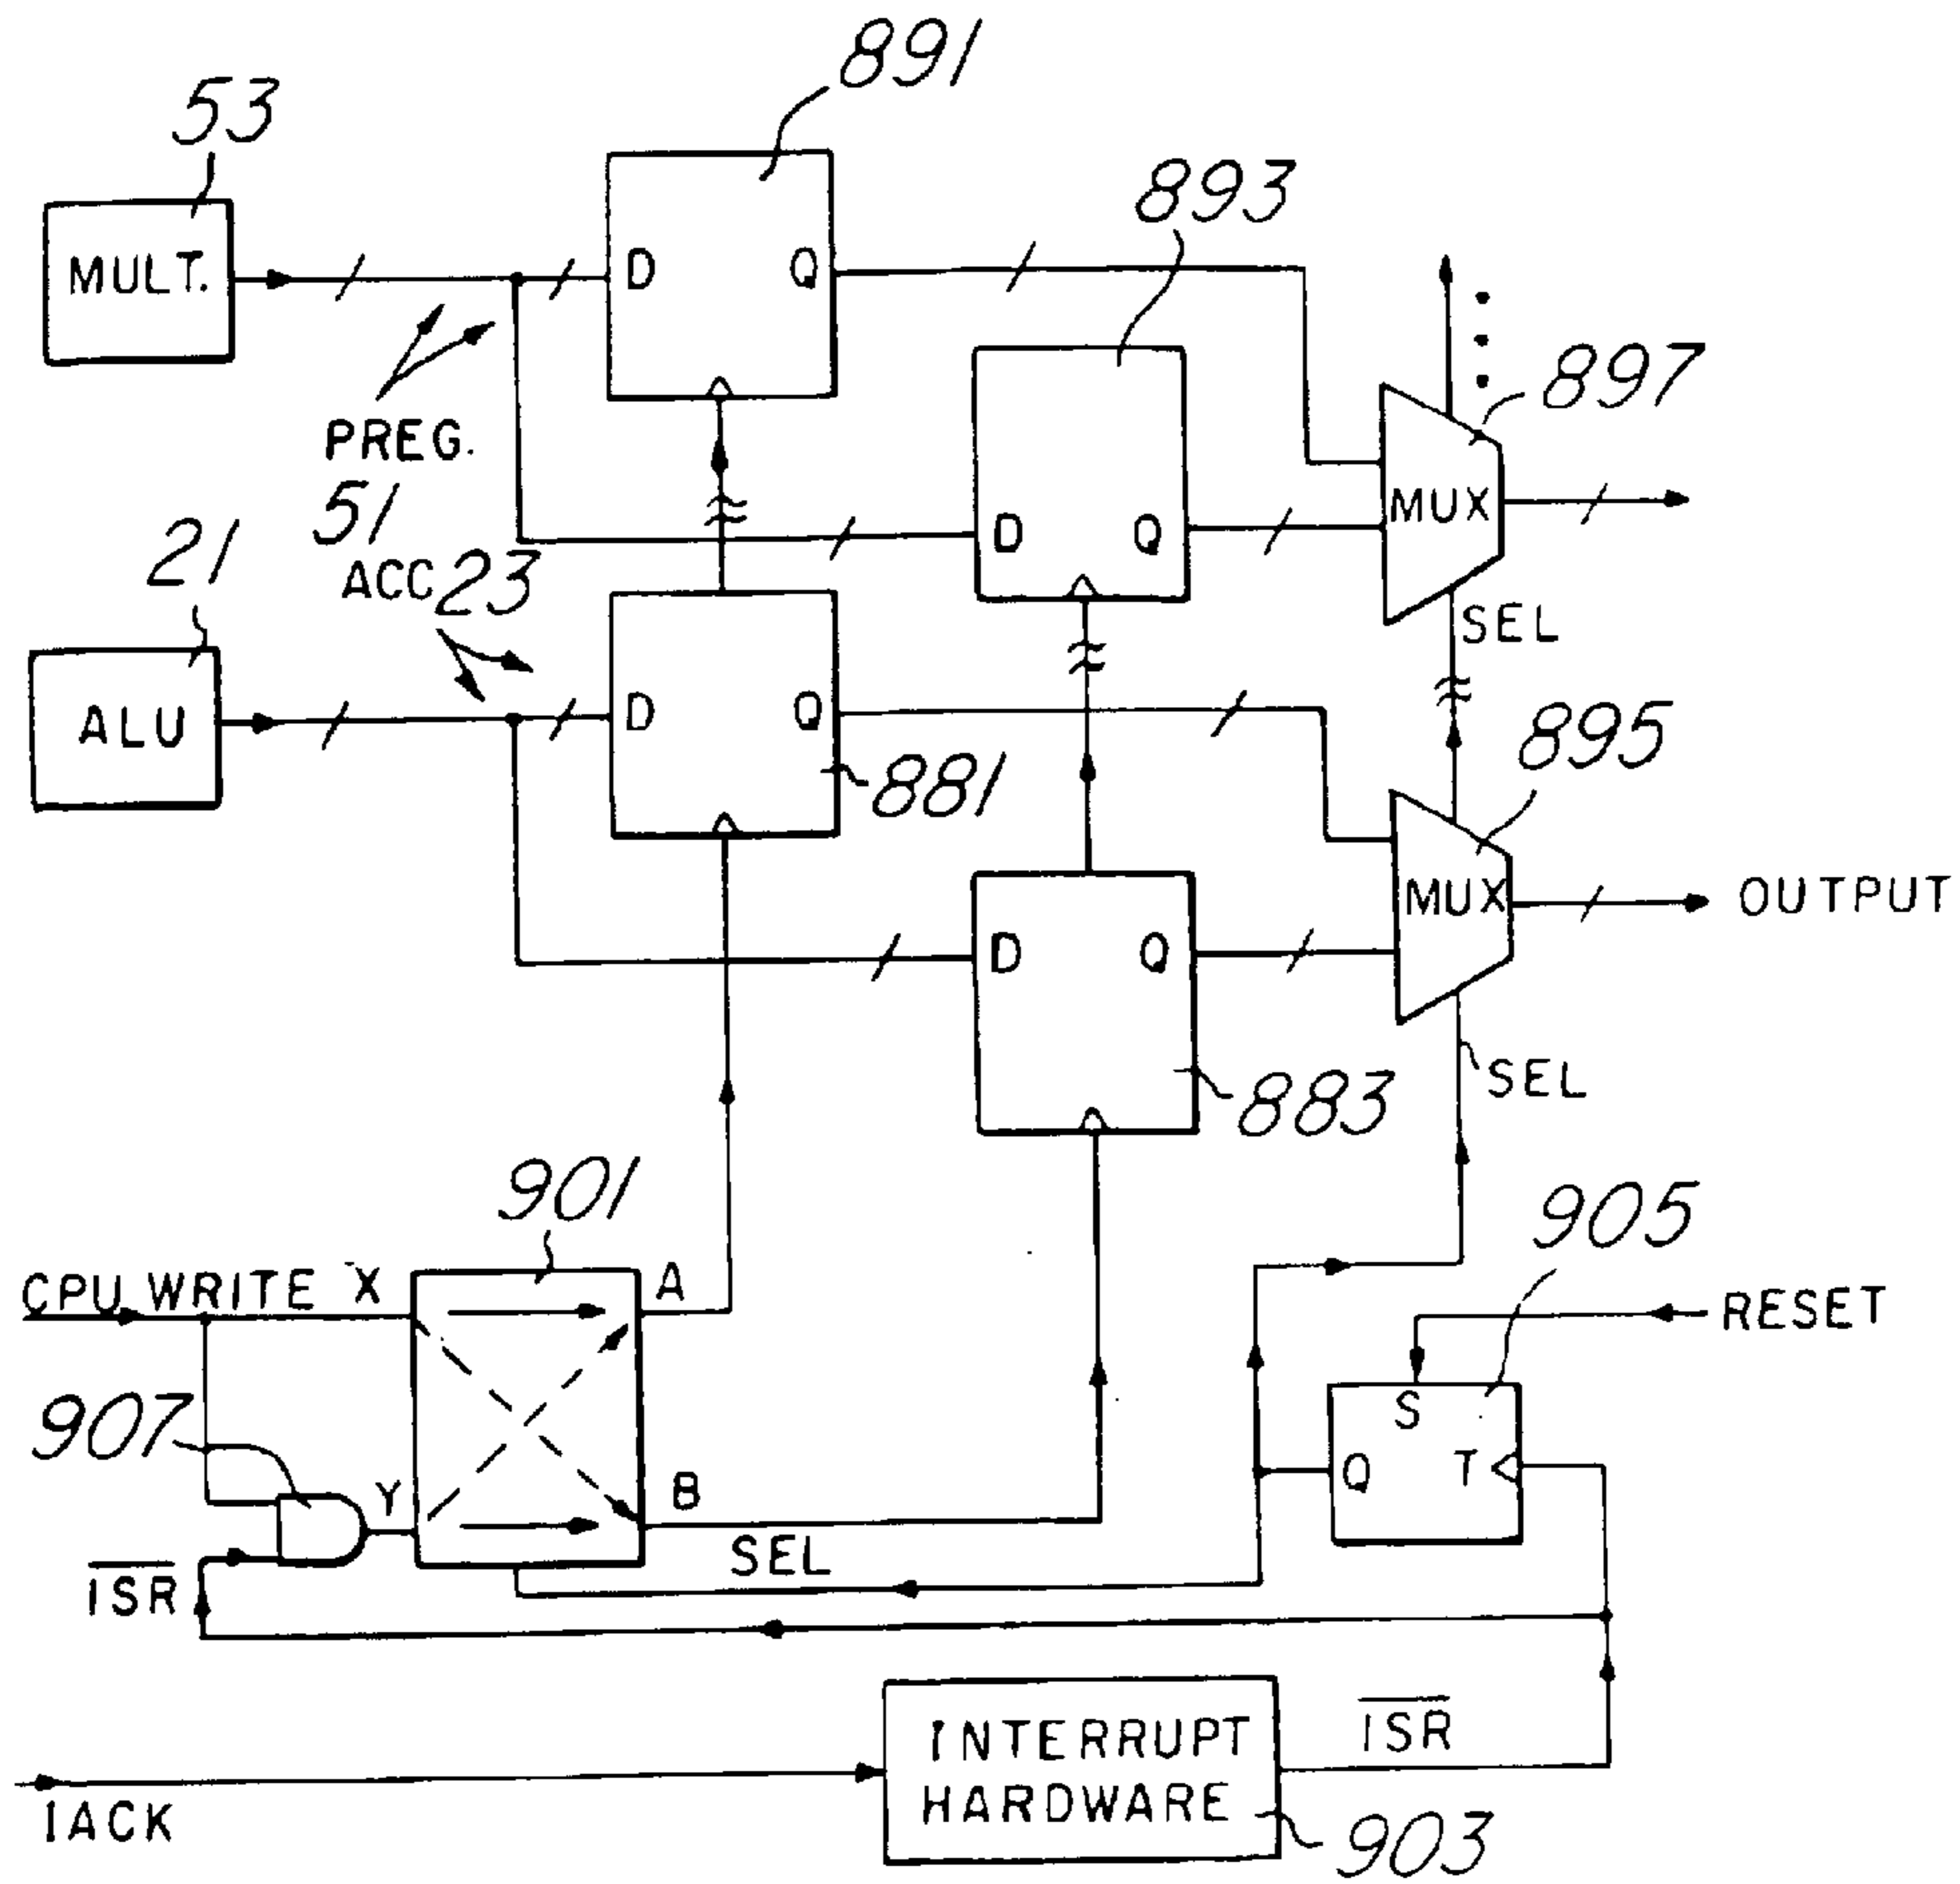 891
53
893
MULT.
D
Q
897
PREG.
51
MUX
D
Q
21
ACC 23
SEL
ALU
D
Q
895
881
MUX
OUTPUT
D
Q
SEL
883
901
905
CPU WRITE X
A
RESET
907
S
Y
B
Q
T
SEL
ISR
INTERRUPT
HARDWARE
ISR
IACK
903